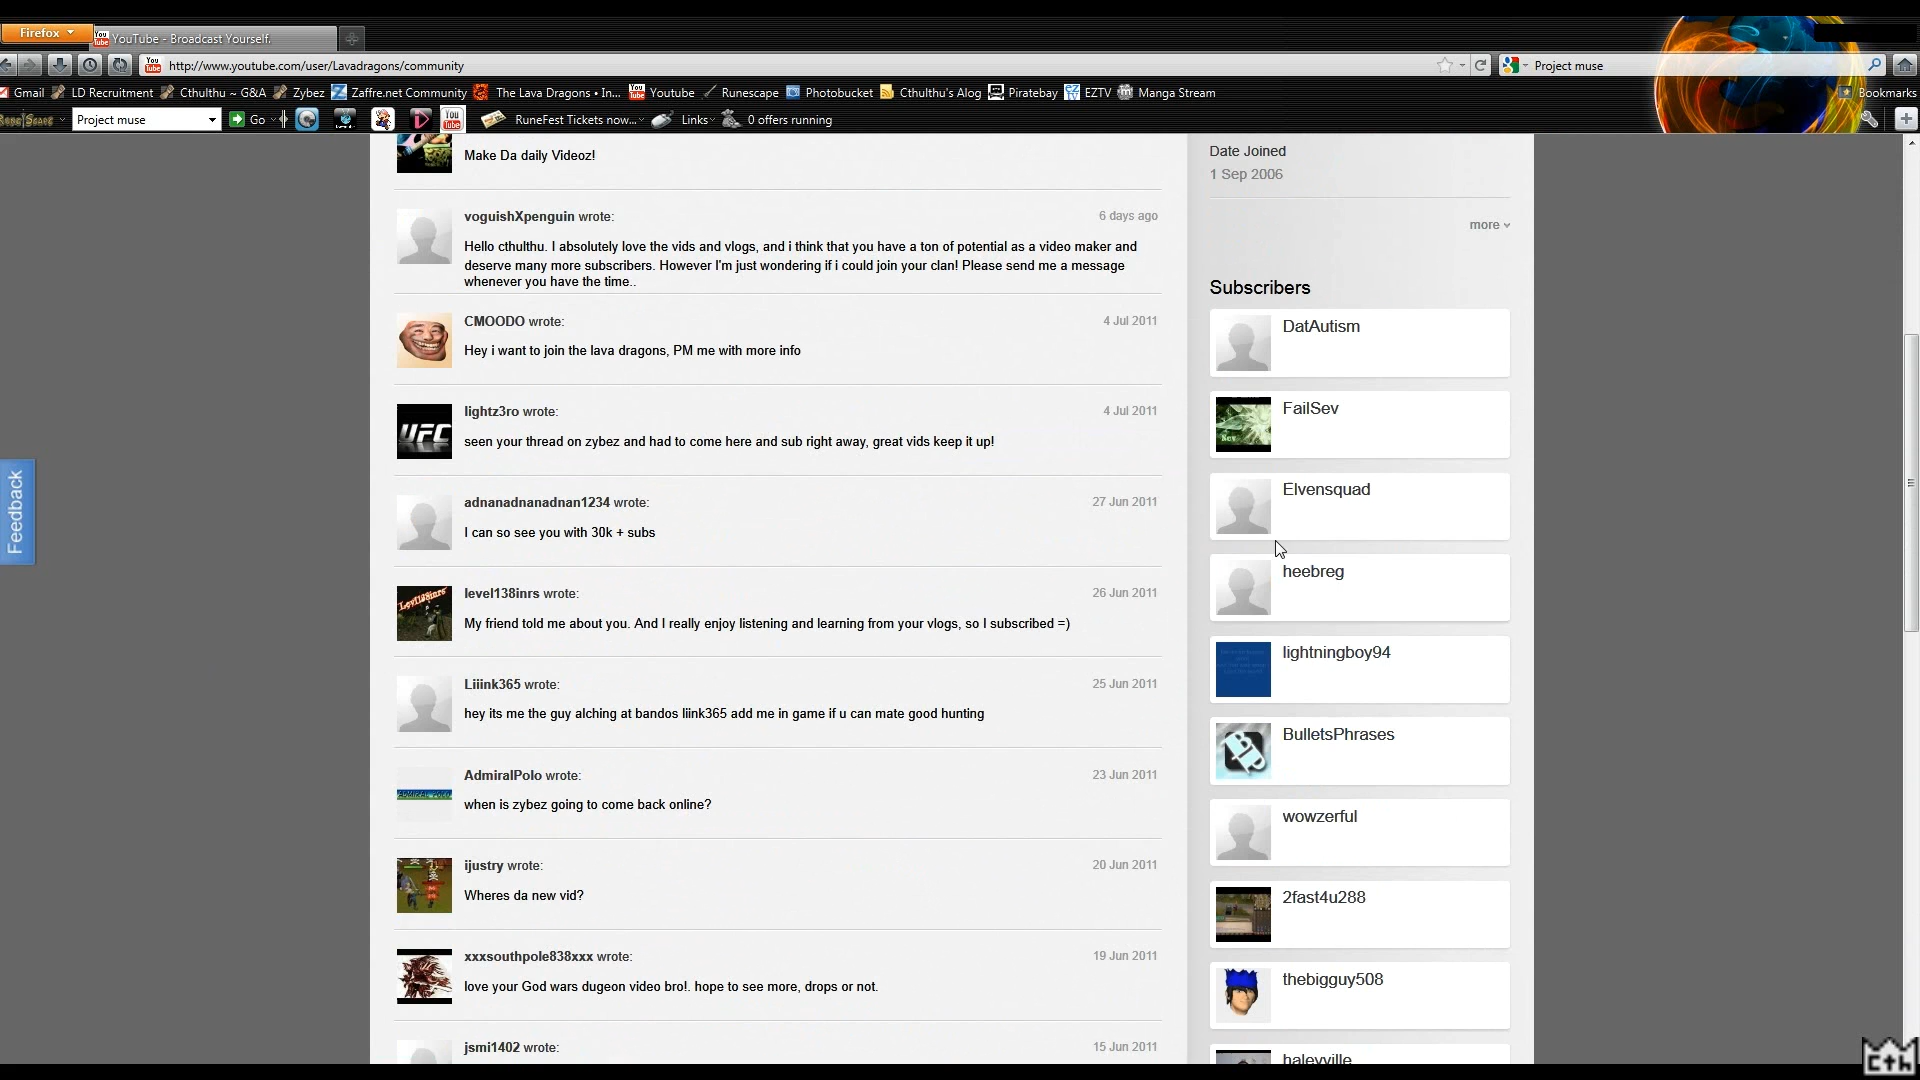 Firefox
YouTube - Broadcast Yourself.
http://www.youtube.com/user/Lavadragons/community
Project muse
Gmail
LD Recruitment
Cthulthu ~ G&A
Zybez
Zaffre.net Community
The Lava Dragons • In...
Youtube
Runescape
Photobucket
Cthulhu's Alog
Piratebay
EZTV
Manga Stream
Bookmarks
Project muse
Go
RuneFest Tickets now...
Links
0 offers running
Make Da daily Videoz!
voguishXpenguin wrote:
6 days ago
Hello cthulthu. I absolutely love the vids and vlogs, and i think that you have a ton of potential as a video maker and
deserve many more subscribers. However I'm just wondering if i could join your clan! Please send me a message
whenever you have the time..
CMOODO wrote:
4 Jul 2011
Hey i want to join the lava dragons, PM me with more info
UFC
lightz3ro wrote:
4 Jul 2011
seen your thread on zybez and had to come here and sub right away, great vids keep it up!
adnanadnanadnan1234 wrote:
27 Jun 2011
I can so see you with 30k + subs
level138inrs wrote:
26 Jun 2011
My friend told me about you. And I really enjoy listening and learning from your vlogs, so I subscribed =)
Liiink365 wrote:
25 Jun 2011
hey its me the guy alching at bandos liink365 add me in game if u can mate good hunting
AdmiralPolo wrote:
23 Jun 2011
when is zybez going to come back online?
ijustry wrote:
20 Jun 2011
Wheres da new vid?
xxxsouthpole838xxx wrote:
19 Jun 2011
love your God wars dugeon video bro!. hope to see more, drops or not.
jsmi1402 wrote:
15 Jun 2011
Feedback
Date Joined
1 Sep 2006
more
Subscribers
DatAutism
FailSev
Elvensquad
heebreg
lightningboy94
BulletsPhrases
wowzerful
2fast4u288
thebigguy508
haleyville
Cth